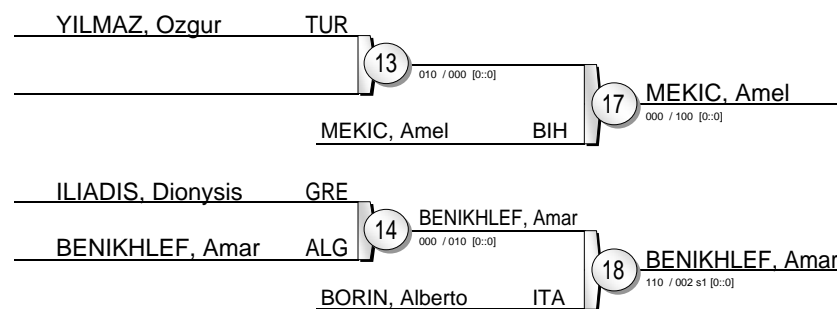 YILMAZ, Ozgur TUR
13
010 / 000 [0::0]
17
MEKIC, Amel
000 / 100 [0::0]
MEKIC, Amel BIH
ILIADIS, Dionysis GRE
14
BENIKHLEF, Amar
000 / 010 [0::0]
BENIKHLEF, Amar ALG
18
BENIKHLEF, Amar
110 / 002 s1 [0::0]
BORIN, Alberto ITA